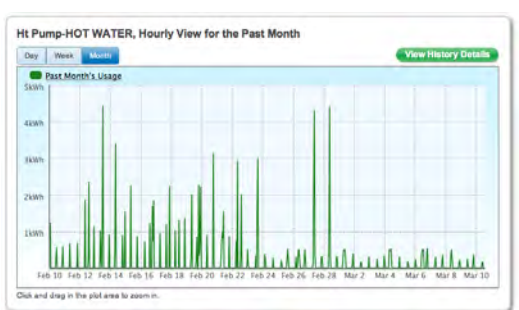 Ht Pump-HOT WATER, Hourly View for the Past Month
Day Week Month View History Details
Past Month's Usage
5kWh
4kWh
3kWh
2kWh
1kWh
Feb 10 Feb 12 Feb 14 Feb 16 Feb 18 Feb 20 Feb 22 Feb 24 Feb 26 Feb 28 Mar 2 Mar 4 Mar 6 Mar 8 Mar 10
Click and drag in the plot area to zoom in.